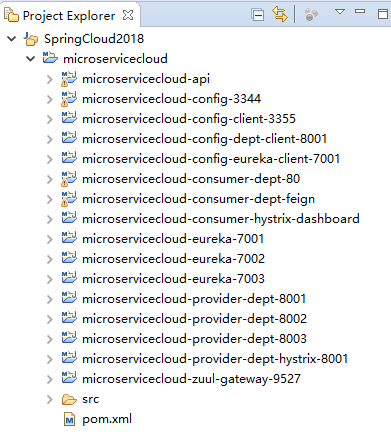 Project Explorer
SpringCloud2018
microservicecloud
microservicecloud-api
microservicecloud-config-3344
microservicecloud-config-client-3355
microservicecloud-config-dept-client-8001
microservicecloud-config-eureka-client-7001
microservicecloud-consumer-dept-80
microservicecloud-consumer-dept-feign
microservicecloud-consumer-hystrix-dashboard
microservicecloud-eureka-7001
microservicecloud-eureka-7002
microservicecloud-eureka-7003
microservicecloud-provider-dept-8001
microservicecloud-provider-dept-8002
microservicecloud-provider-dept-8003
microservicecloud-provider-dept-hystrix-8001
microservicecloud-zuul-gateway-9527
src
pom.xml